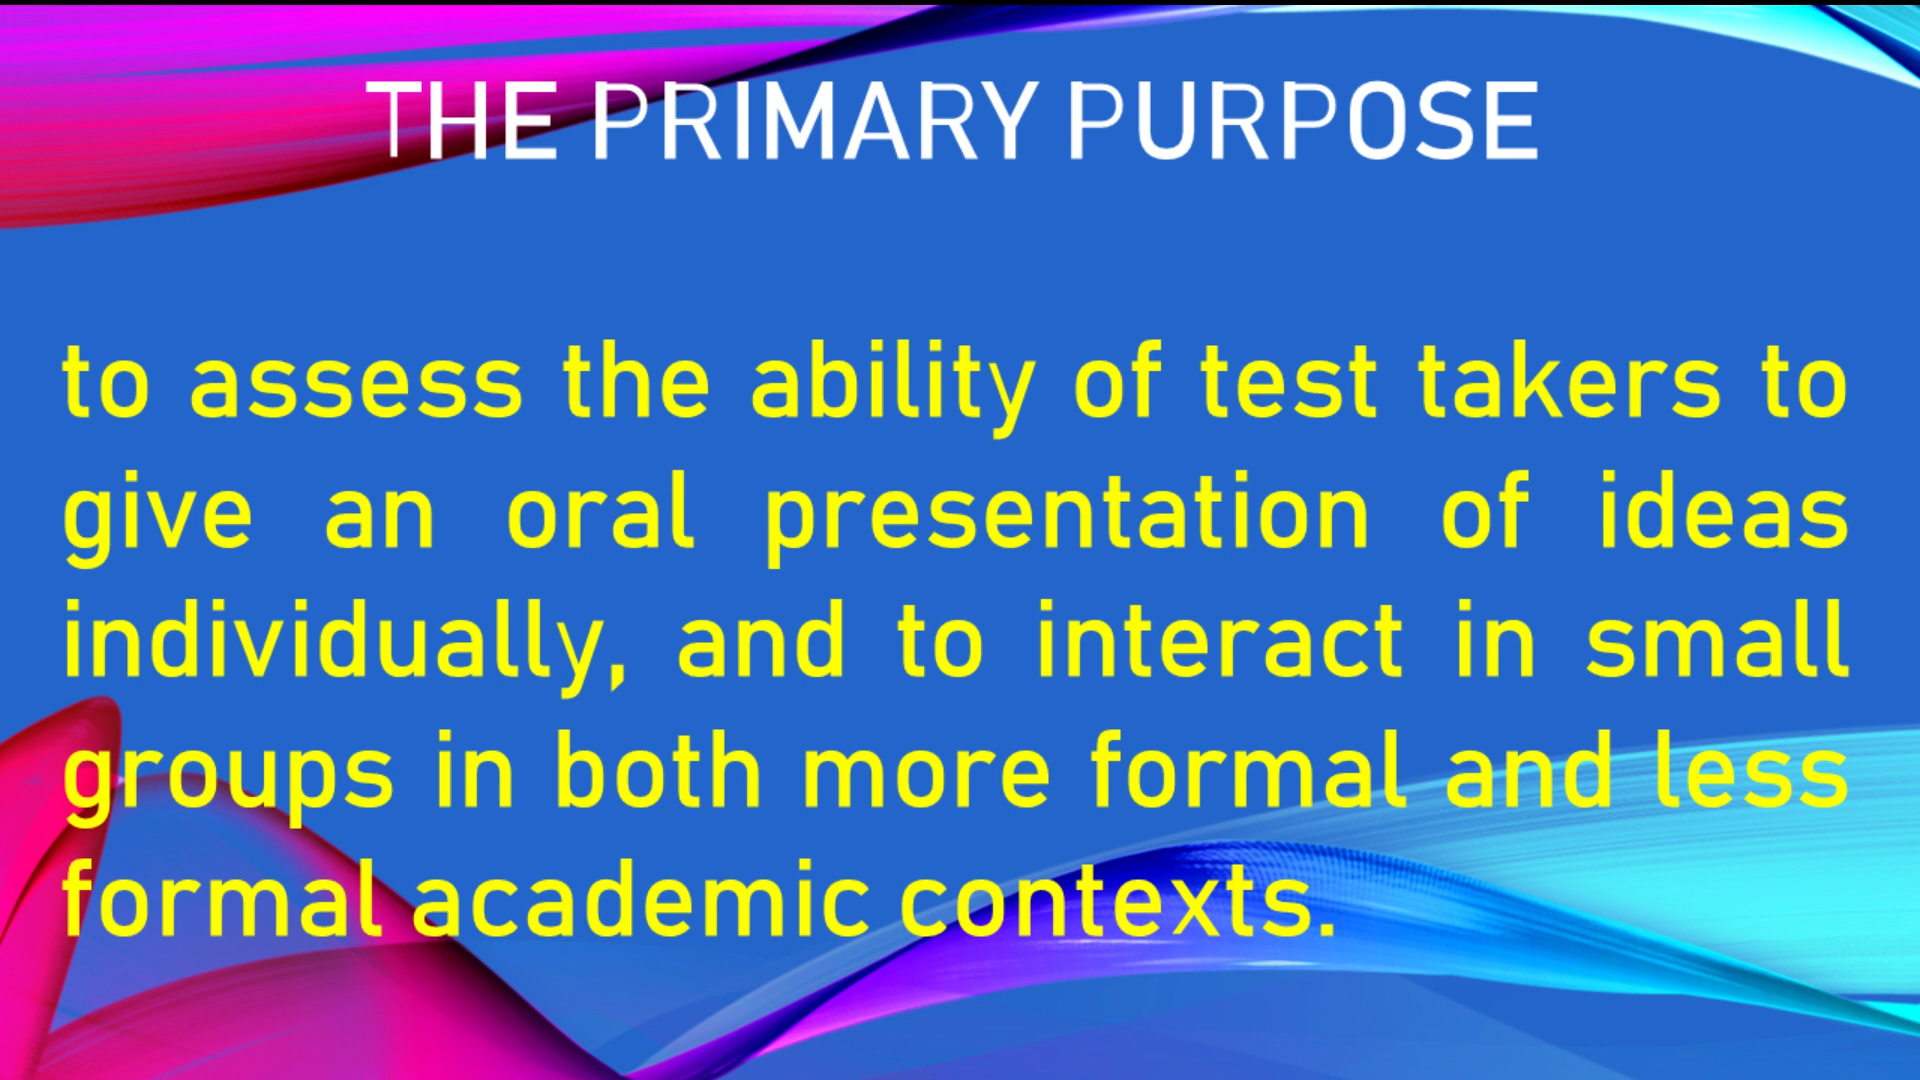 THE PRIMARY PURPOSE
to assess the ability of test takers to
give an oral presentation of ideas
individually, and to interact in small
groups in both more formal and less
formal academic contexts.